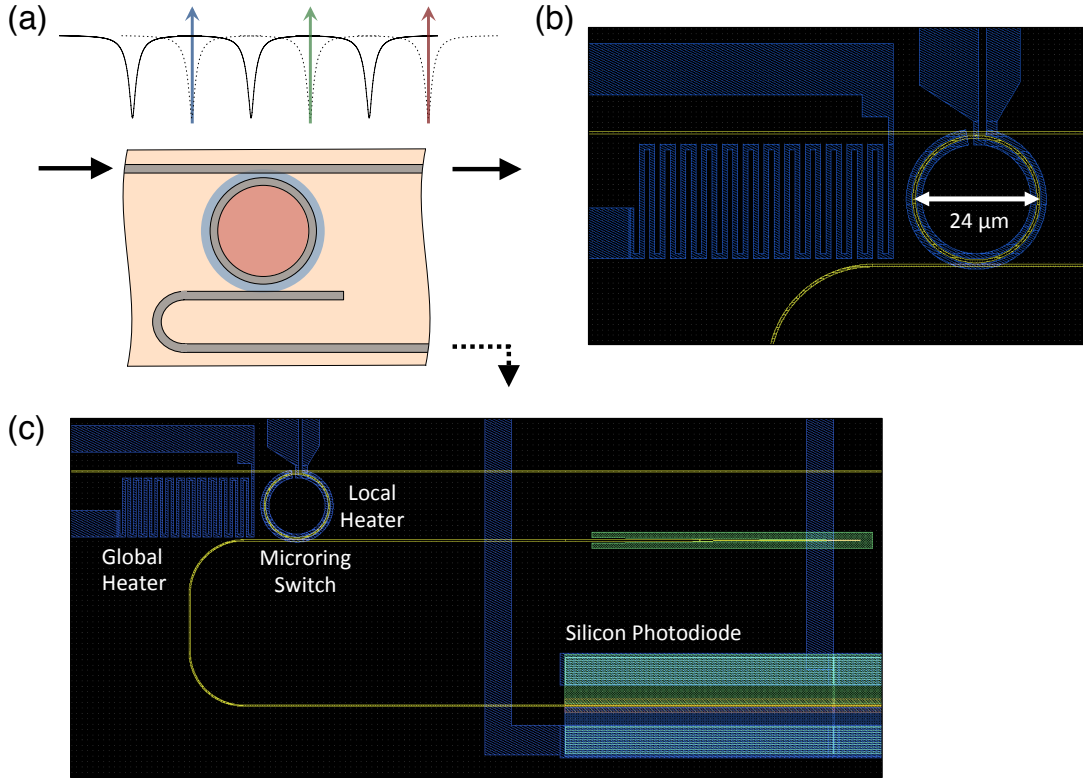 (a)
(b)
24 μm
(c)
Local
Heater
Global
Heater
Microring
Switch
Silicon Photodiode